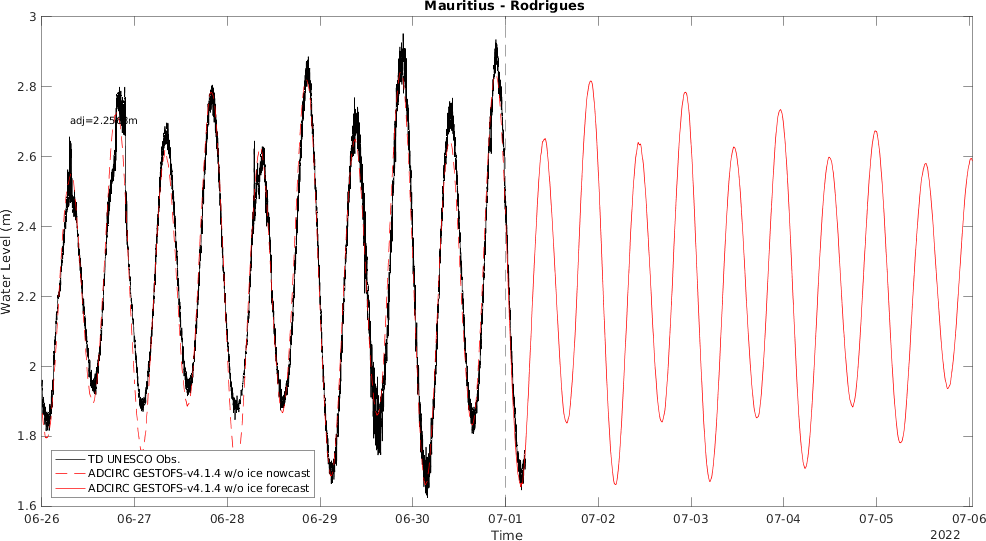 Mauritius - Rodrigues
3
2.8
2.6
2.4
2.2
2
1.8
1.6
Water Level (m)
TD UNESCO Obs.
ADCIRC GESTOFS-v4.1.4 w/o ice nowcast
ADCIRC GESTOFS-v4.1.4 w/o ice forecast
06-26 06-27 06-28 06-29 06-30 07-01 07-02 07-03 07-04 07-05 07-06
Time
2022